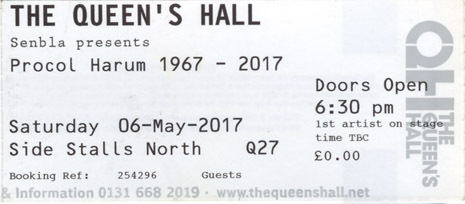 THE QUEEN'S HALL
Senbla presents
Procol Harum 1967 - 2017
Doors Open
6:30 pm
1st artist on stage
time TBC
£0.00
Saturday 06-May-2017
Side Stalls North Q27
Booking Ref: 254296 Guests
& Information 0131 668 2019 · www.thequeenshall.net
QH
THE
QUEEN'S
HALL